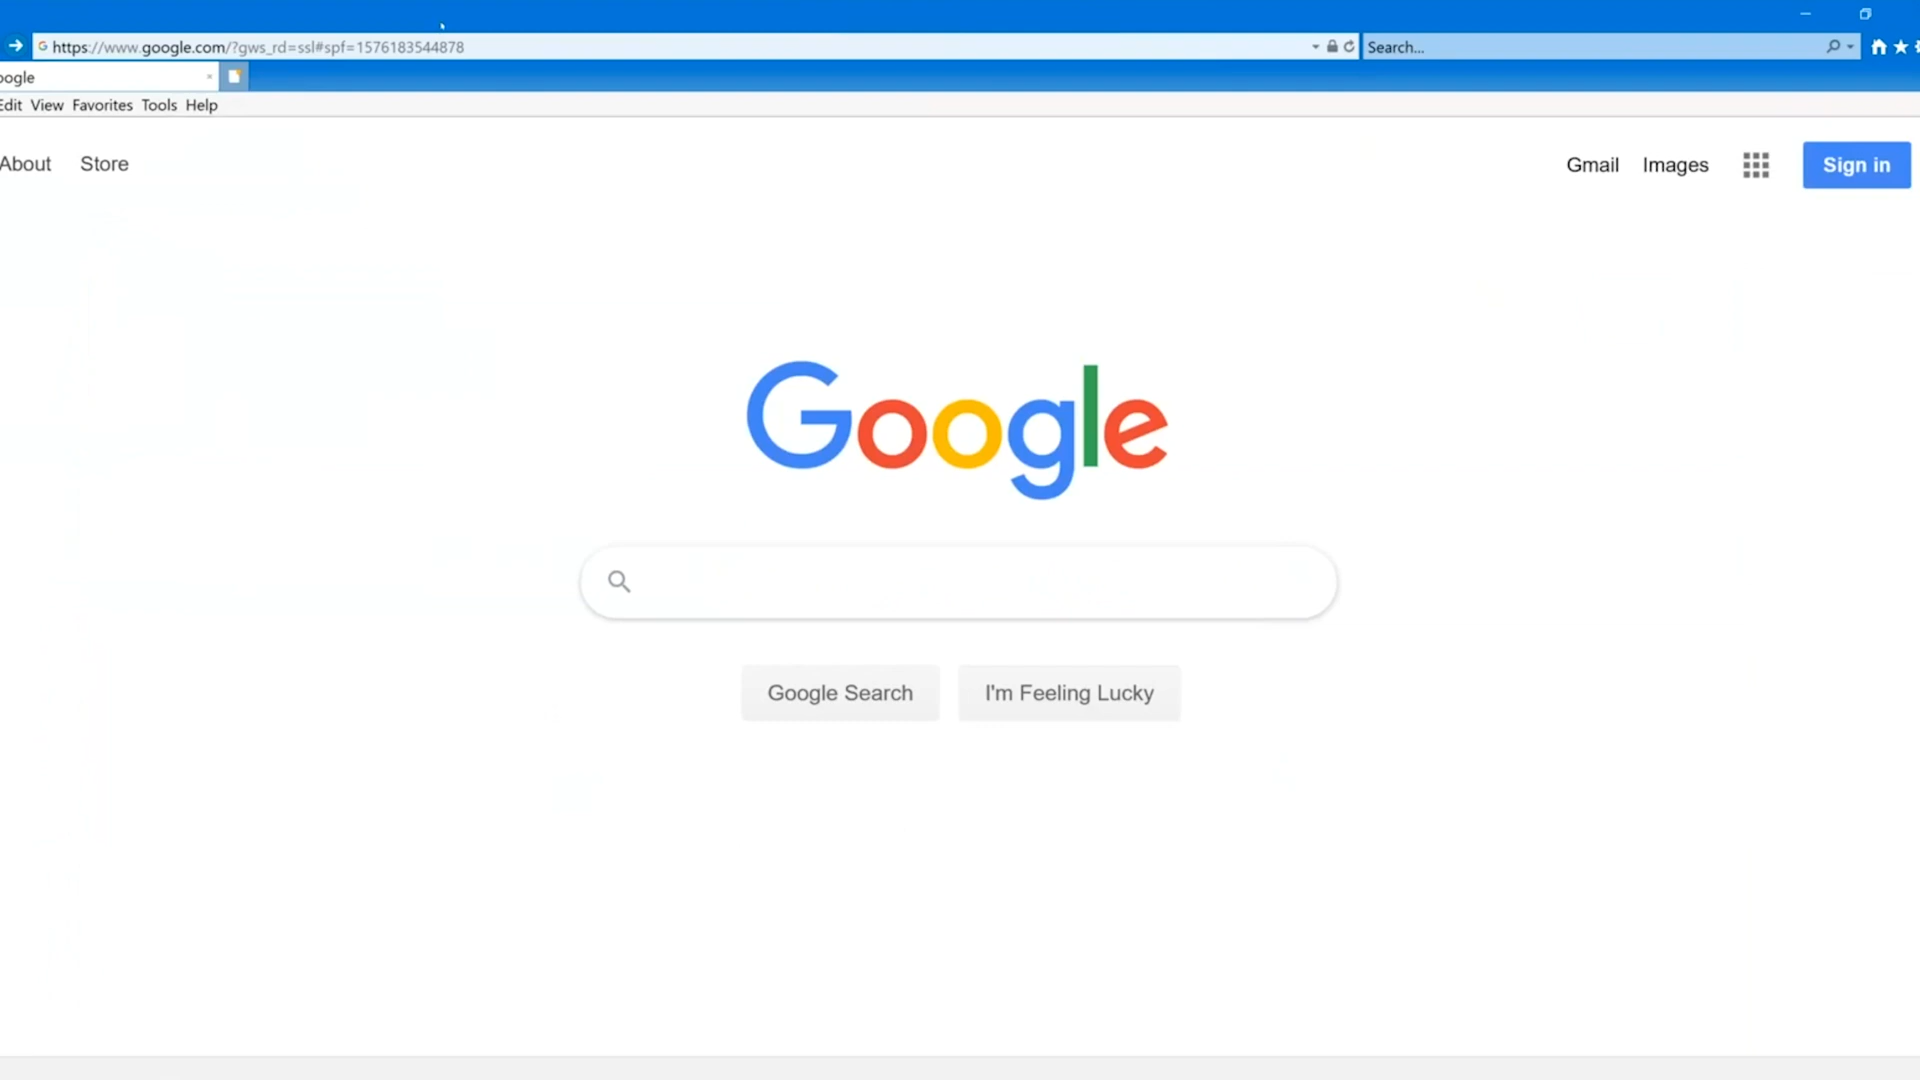 https://www.google.com/?gws_rd=ssl#spf=1576183544878
Search...
oogle
Edit View Favorites Tools Help
About Store
Gmail Images Sign in
Google
Google Search I'm Feeling Lucky